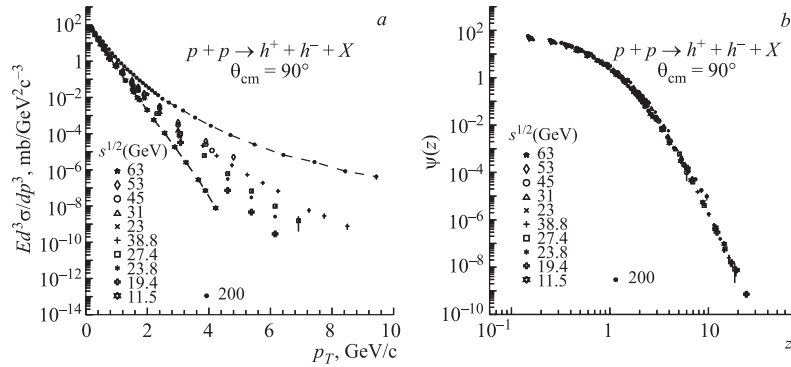 a
10²
1
10⁻²
10⁻⁴
10⁻⁶
10⁻⁸
10⁻¹⁰
10⁻¹²
10⁻¹⁴
Ed³σ/dp³, mb/GeV²c⁻³
p + p → h⁺ + h⁻ + X
θcm = 90°
s¹/²(GeV)
63
53
45
31
23
38.8
27.4
23.8
19.4
11.5
200
0 2 4 6 8 10
pT, GeV/c
b
10²
1
10⁻²
10⁻⁴
10⁻⁶
10⁻⁸
10⁻¹⁰
ψ(z)
p + p → h⁺ + h⁻ + X
θcm = 90°
s¹/²(GeV)
63
53
45
31
23
38.8
27.4
23.8
19.4
11.5
200
10⁻¹ 1 10
z